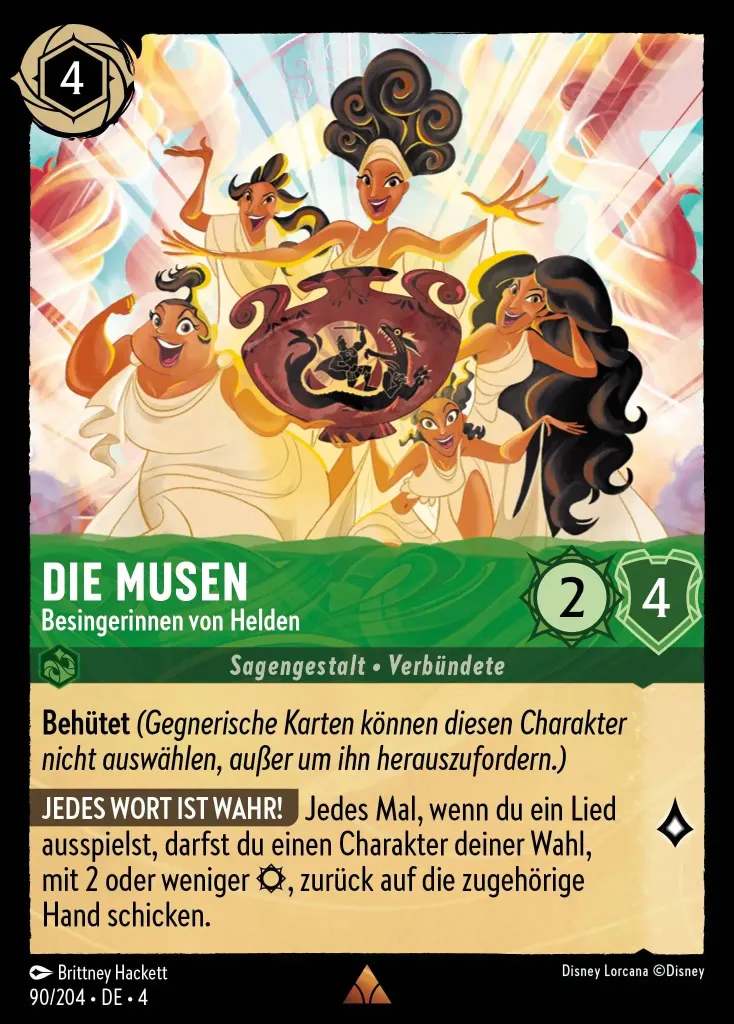 4
DIE MUSEN
Besingerinnen von Helden
2
4
Sagengestalt • Verbündete
Behütet (Gegnerische Karten können diesen Charakter
nicht auswählen, außer um ihn herauszufordern.)
JEDES WORT IST WAHR! Jedes Mal, wenn du ein Lied
ausspielst, darfst du einen Charakter deiner Wahl,
mit 2 oder weniger , zurück auf die zugehörige
Hand schicken.
Brittney Hackett
Disney Lorcana ©Disney
90/204 • DE • 4